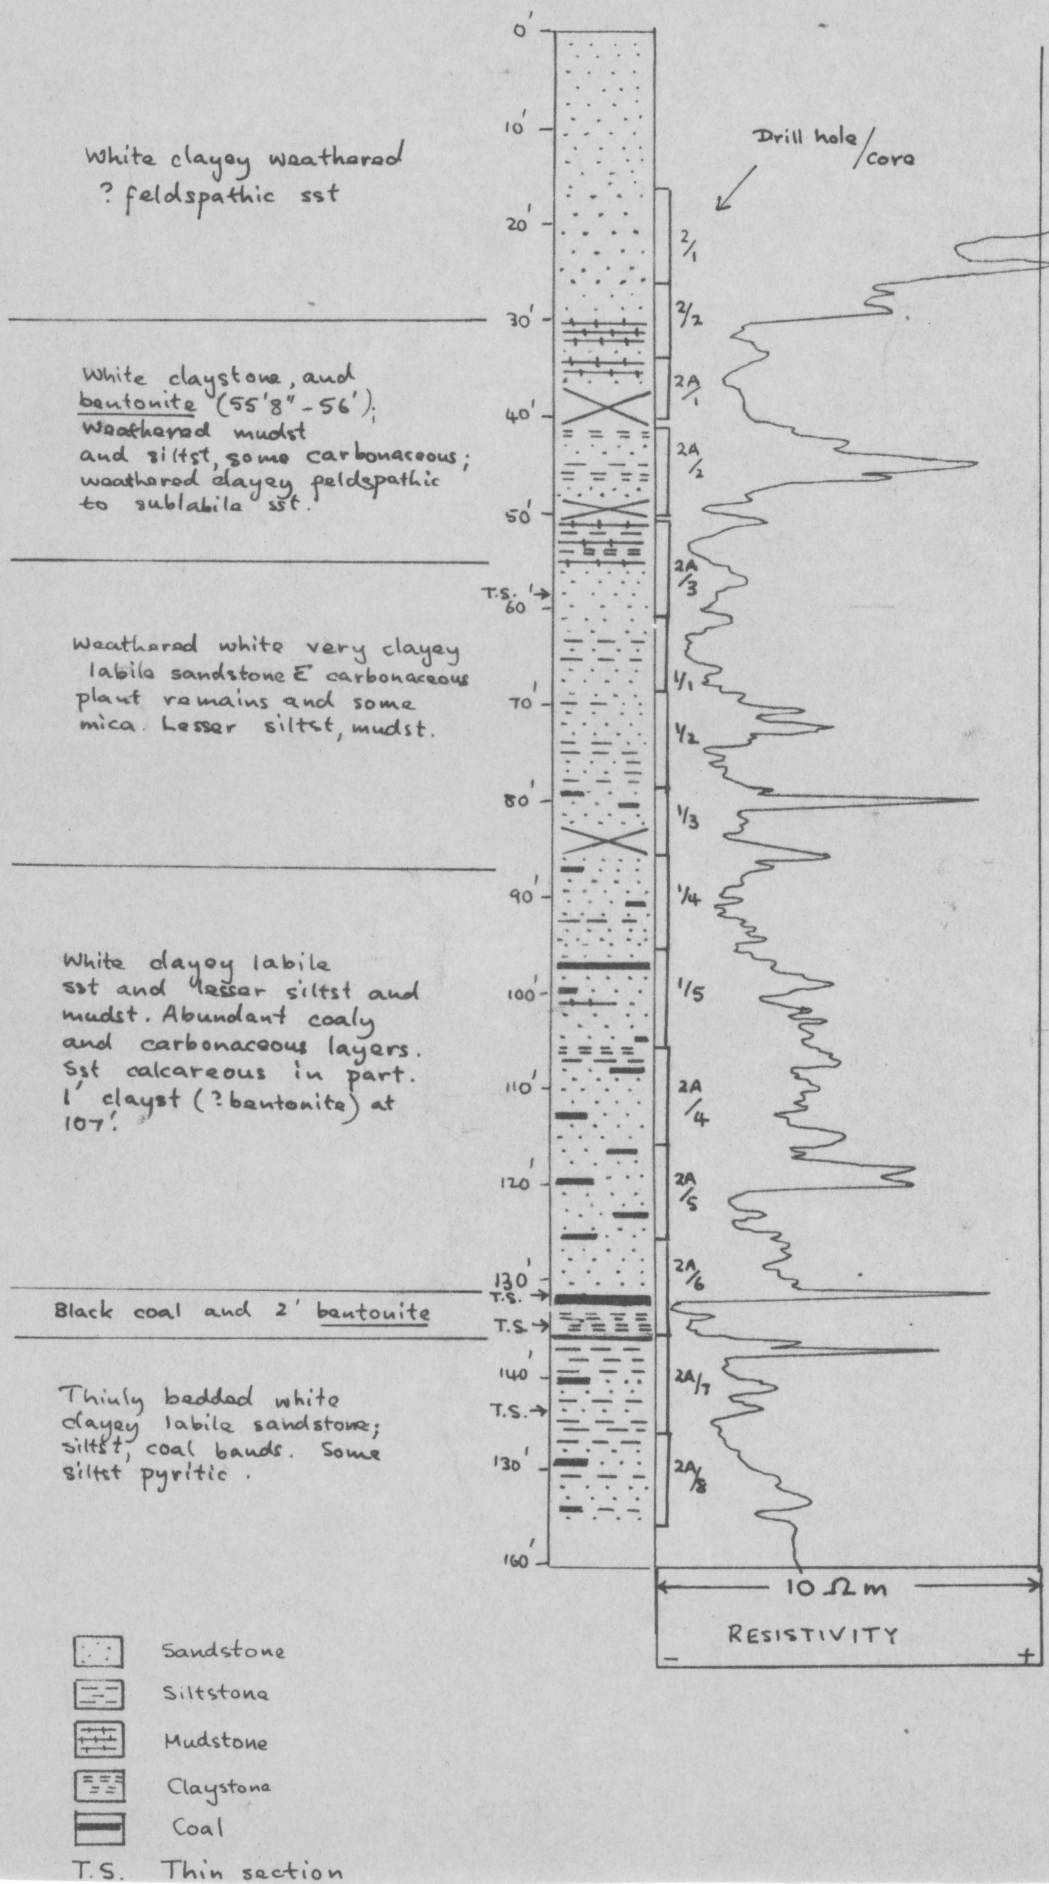 White clayey weathered
? feldspathic sst
White claystone, and
bentonite (55'8" - 56');
Weathered mudst
and siltst, some carbonaceous;
weathered clayey feldspathic
to sublabile sst.
Weathered white very clayey
labile sandstone c̄ carbonaceous
plant remains and some
mica. Lesser siltst, mudst.
White clayey labile
sst and lesser siltst and
mudst. Abundant coaly
and carbonaceous layers.
Sst calcareous in part.
1' clayst (? bentonite) at
107'.
Black coal and 2' bentonite
Thinly bedded white
clayey labile sandstone;
siltst, coal bands. Some
siltst pyritic.
0'
10'
20'
30'
40'
50'
T.S.
60'
70'
80'
90'
100'
110'
120'
130'
T.S.
T.S.
140'
T.S.
130'
160'
Drill hole/
core
2/1
2/2
2A/1
2A/2
2A/3
1/1
1/2
1/3
1/4
1/5
2A/4
2A/5
2A/6
2A/7
2A/8
10 Ω m
RESISTIVITY
- +
Sandstone
Siltstone
Mudstone
Claystone
Coal
T.S. Thin section